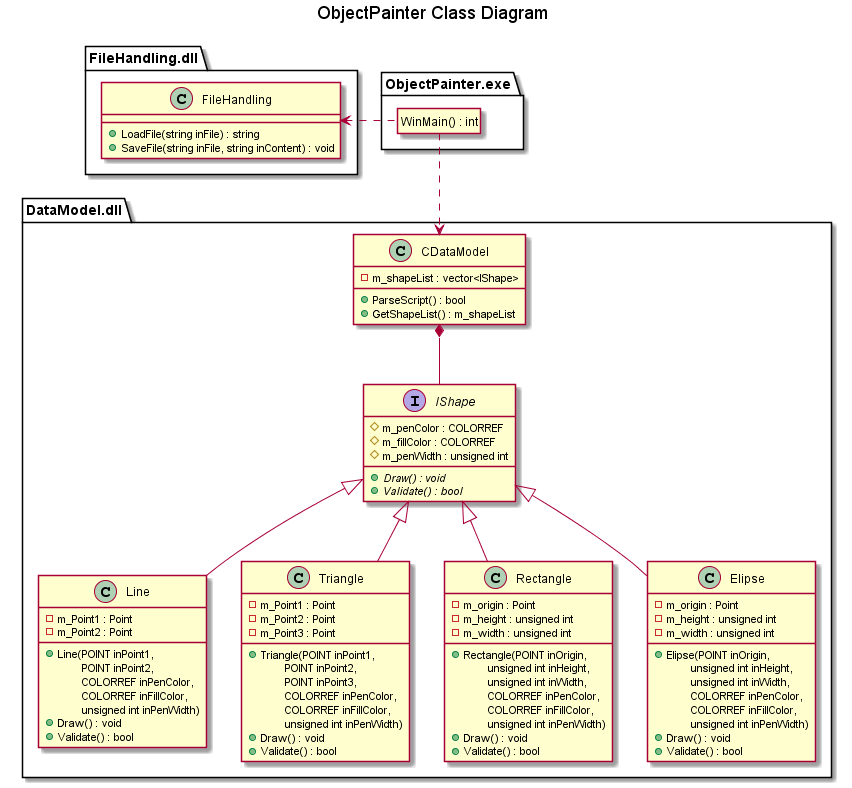 ObjectPainter Class Diagram
FileHandling.dll
C FileHandling
LoadFile(string inFile) : string
SaveFile(string inFile, string inContent) : void
ObjectPainter.exe
WinMain() : int
DataModel.dll
C CDataModel
m_shapeList : vector<IShape>
ParseScript() : bool
GetShapeList() : m_shapeList
I IShape
m_penColor : COLORREF
m_fillColor : COLORREF
m_penWidth : unsigned int
Draw() : void
Validate() : bool
C Line
m_Point1 : Point
m_Point2 : Point
Line(POINT inPoint1,
POINT inPoint2,
COLORREF inPenColor,
COLORREF inFillColor,
unsigned int inPenWidth)
Draw() : void
Validate() : bool
C Triangle
m_Point1 : Point
m_Point2 : Point
m_Point3 : Point
Triangle(POINT inPoint1,
POINT inPoint2,
POINT inPoint3,
COLORREF inPenColor,
COLORREF inFillColor,
unsigned int inPenWidth)
Draw() : void
Validate() : bool
C Rectangle
m_origin : Point
m_height : unsigned int
m_width : unsigned int
Rectangle(POINT inOrigin,
unsigned int inHeight,
unsigned int inWidth,
COLORREF inPenColor,
COLORREF inFillColor,
unsigned int inPenWidth)
Draw() : void
Validate() : bool
C Elipse
m_origin : Point
m_height : unsigned int
m_width : unsigned int
Elipse(POINT inOrigin,
unsigned int inHeight,
unsigned int inWidth,
COLORREF inPenColor,
COLORREF inFillColor,
unsigned int inPenWidth)
Draw() : void
Validate() : bool